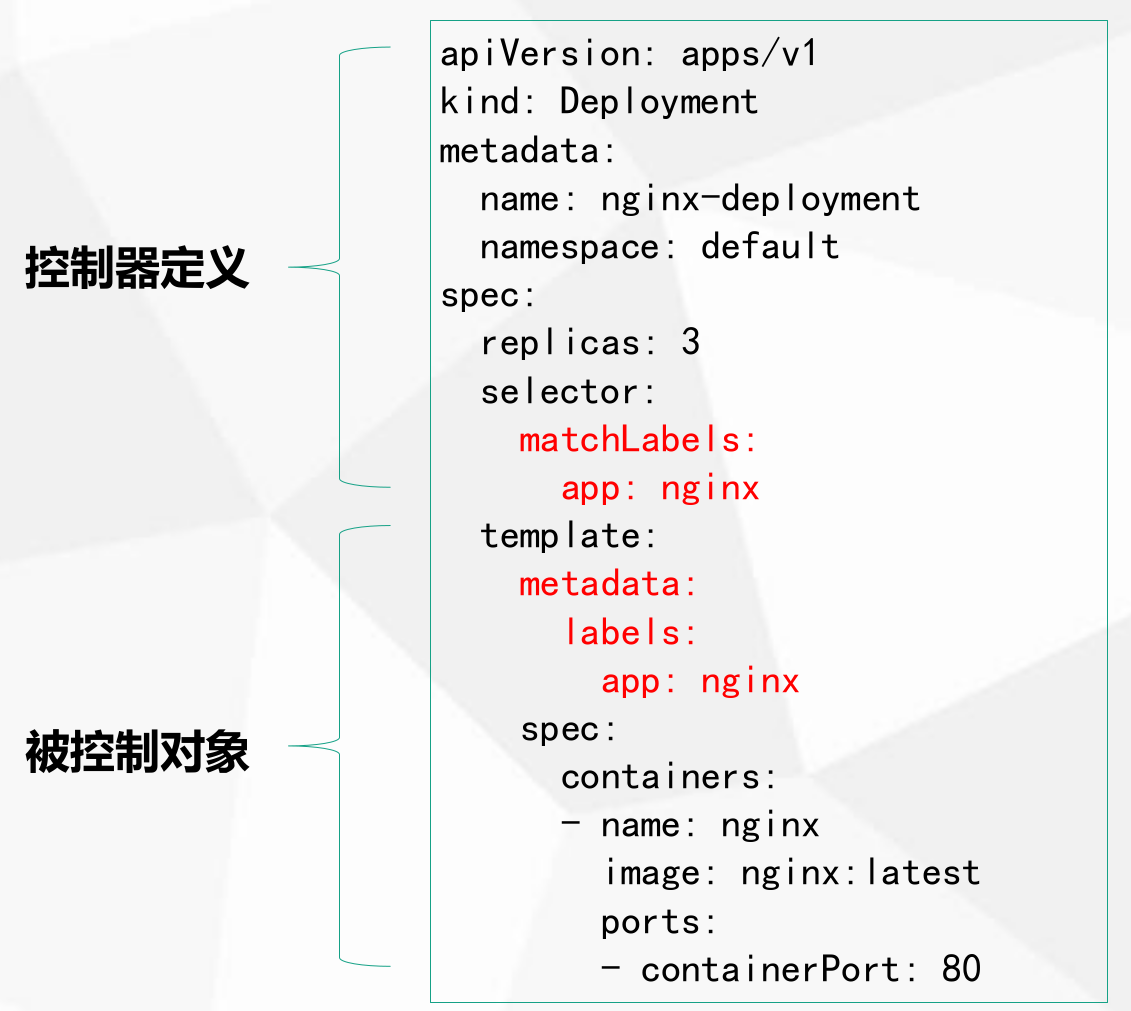 控制器定义
apiVersion: apps/v1
kind: Deployment
metadata:
  name: nginx-deployment
  namespace: default
spec:
  replicas: 3
  selector:
    matchLabels:
      app: nginx
被控制对象
  template:
    metadata:
      labels:
        app: nginx
    spec:
      containers:
      - name: nginx
        image: nginx:latest
        ports:
        - containerPort: 80